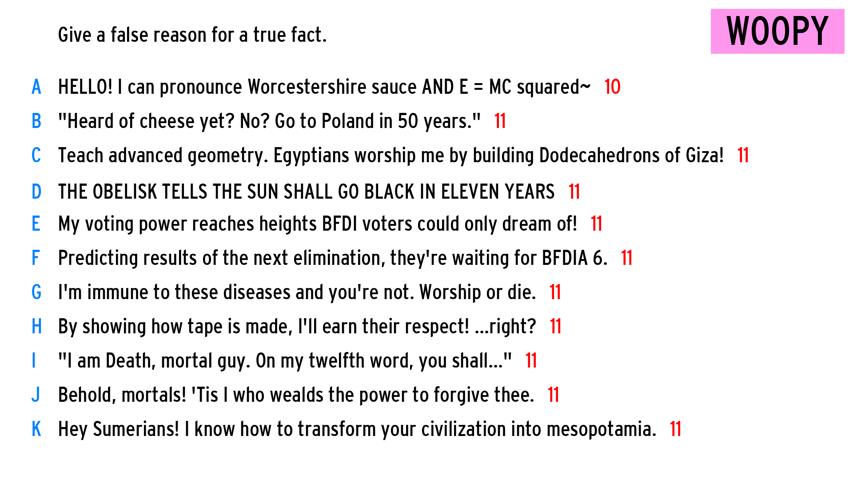 Give a false reason for a true fact.
WOOPY
A HELLO! I can pronounce Worcestershire sauce AND E = MC squared~ 10
B "Heard of cheese yet? No? Go to Poland in 50 years." 11
C Teach advanced geometry. Egyptians worship me by building Dodecahedrons of Giza! 11
D THE OBELISK TELLS THE SUN SHALL GO BLACK IN ELEVEN YEARS 11
E My voting power reaches heights BFDI voters could only dream of! 11
F Predicting results of the next elimination, they're waiting for BFDIA 6. 11
G I'm immune to these diseases and you're not. Worship or die. 11
H By showing how tape is made, I'll earn their respect! ...right? 11
I "I am Death, mortal guy. On my twelfth word, you shall..." 11
J Behold, mortals! 'Tis I who wealds the power to forgive thee. 11
K Hey Sumerians! I know how to transform your civilization into mesopotamia. 11